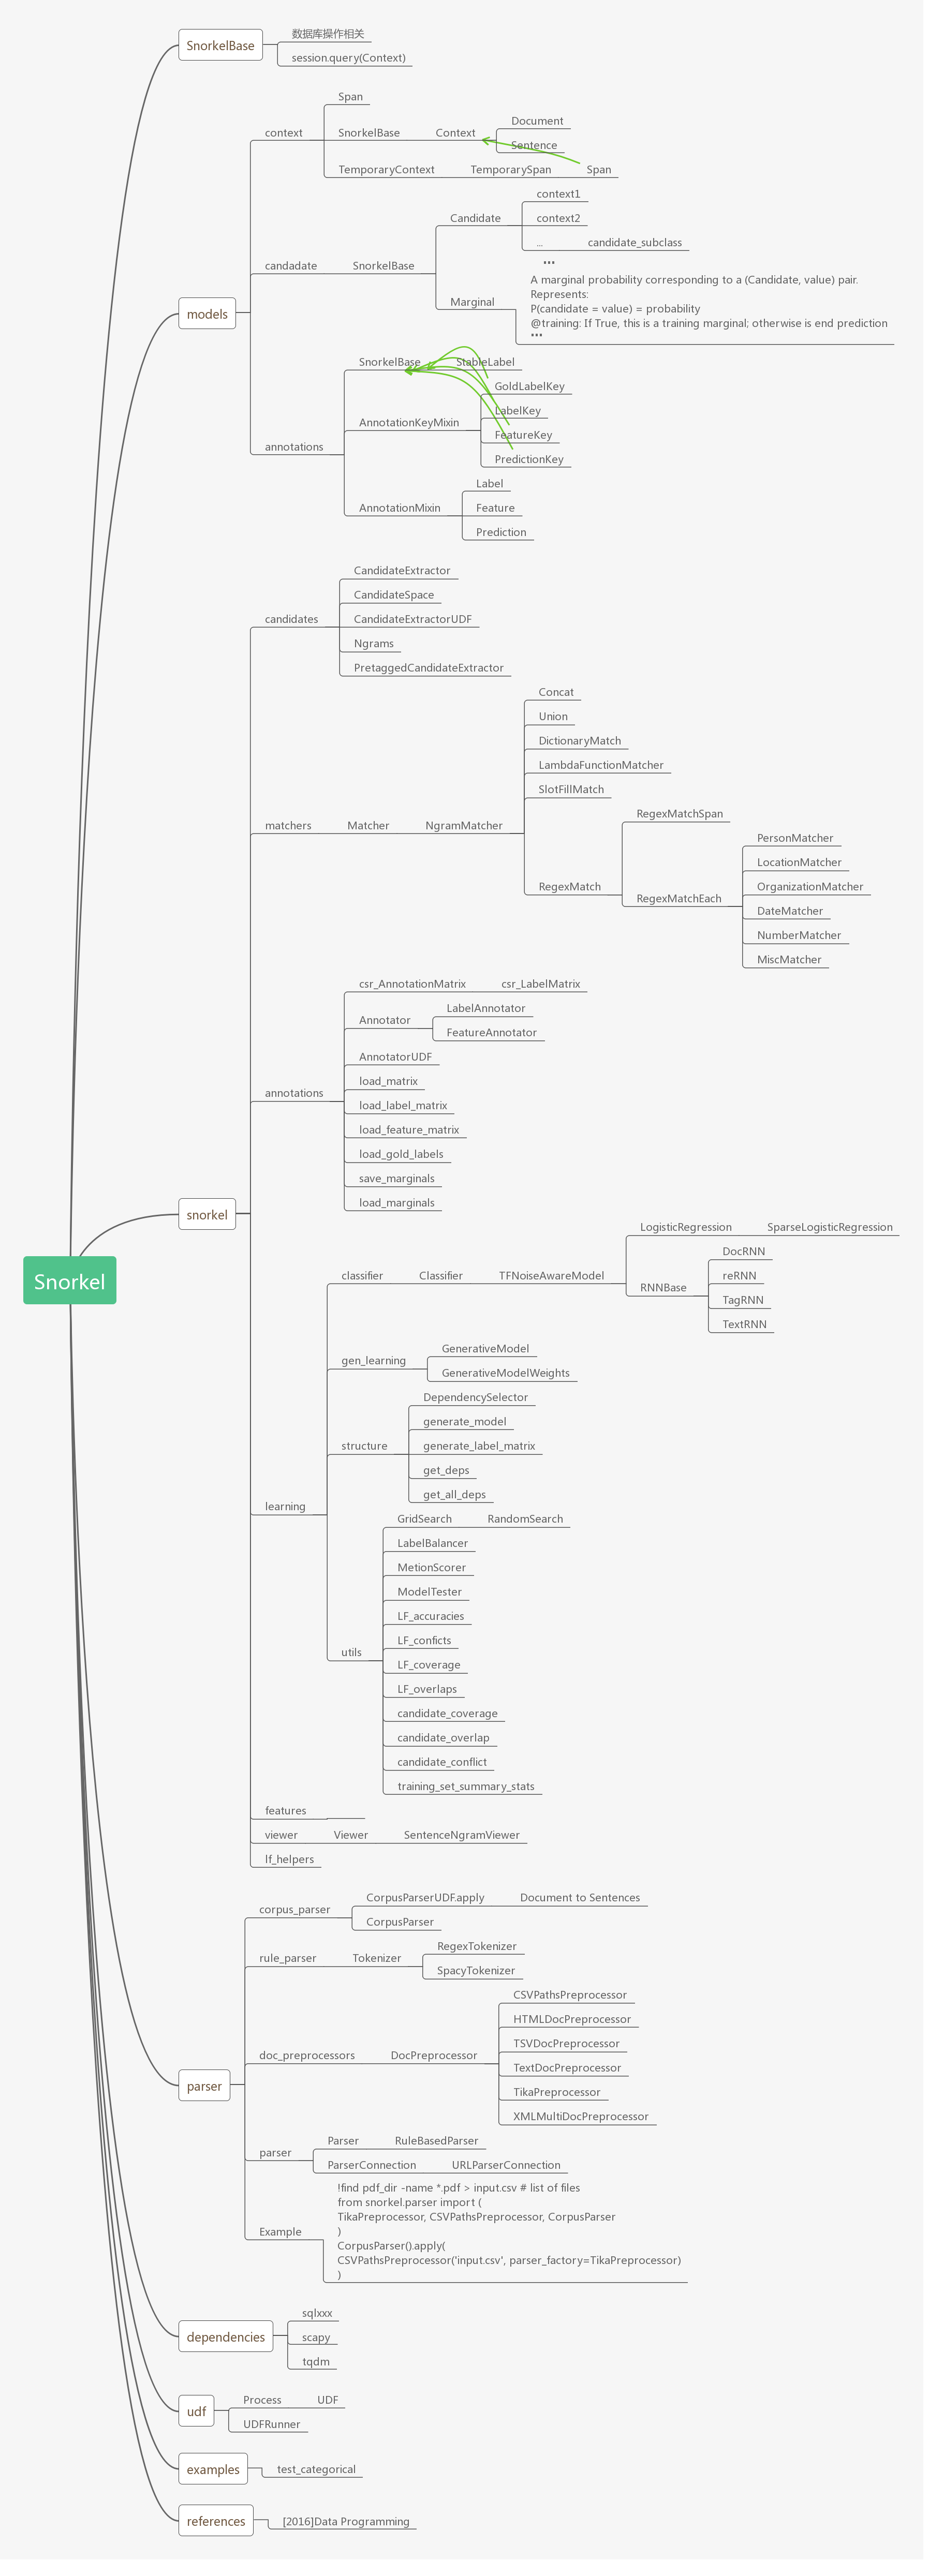 数据库操作相关
SnorkelBase
session.query(Context)
Span
Document
context
SnorkelBase
Context
Sentence
TemporaryContext
TemporarySpan
Span
context1
Candidate
context2
...
candidate_subclass
candadate
SnorkelBase
"""
A marginal probability corresponding to a (Candidate, value) pair.
Represents:
P(candidate = value) = probability
@training: If True, this is a training marginal; otherwise is end prediction
"""
Marginal
models
SnorkelBase
StableLabel
GoldLabelKey
LabelKey
AnnotationKeyMixin
FeatureKey
PredictionKey
annotations
Label
AnnotationMixin
Feature
Prediction
CandidateExtractor
CandidateSpace
candidates
CandidateExtractorUDF
Ngrams
PretaggedCandidateExtractor
Concat
Union
DictionaryMatch
LambdaFunctionMatcher
SlotFillMatch
matchers
Matcher
NgramMatcher
RegexMatchSpan
RegexMatch
PersonMatcher
LocationMatcher
OrganizationMatcher
RegexMatchEach
DateMatcher
NumberMatcher
MiscMatcher
csr_AnnotationMatrix
csr_LabelMatrix
LabelAnnotator
Annotator
FeatureAnnotator
AnnotatorUDF
load_matrix
annotations
load_label_matrix
load_feature_matrix
load_gold_labels
save_marginals
load_marginals
snorkel
LogisticRegression
SparseLogisticRegression
DocRNN
classifier
Classifier
TFNoiseAwareModel
reRNN
RNNBase
TagRNN
TextRNN
Snorkel
GenerativeModel
gen_learning
GenerativeModelWeights
DependencySelector
generate_model
structure
generate_label_matrix
get_deps
get_all_deps
learning
GridSearch
RandomSearch
LabelBalancer
MetionScorer
ModelTester
LF_accuracies
LF_conficts
utils
LF_coverage
LF_overlaps
candidate_coverage
candidate_overlap
candidate_conflict
training_set_summary_stats
features
viewer
Viewer
SentenceNgramViewer
lf_helpers
CorpusParserUDF.apply
Document to Sentences
corpus_parser
CorpusParser
RegexTokenizer
rule_parser
Tokenizer
SpacyTokenizer
CSVPathsPreprocessor
HTMLDocPreprocessor
TSVDocPreprocessor
doc_preprocessors
DocPreprocessor
TextDocPreprocessor
TikaPreprocessor
XMLMultiDocPreprocessor
parser
Parser
RuleBasedParser
parser
ParserConnection
URLParserConnection
!find pdf_dir -name *.pdf > input.csv # list of files
from snorkel.parser import (
TikaPreprocessor, CSVPathsPreprocessor, CorpusParser
)
CorpusParser().apply(
CSVPathsPreprocessor('input.csv', parser_factory=TikaPreprocessor)
)
Example
sqlxxx
dependencies
scapy
tqdm
Process
UDF
udf
UDFRunner
examples
test_categorical
references
[2016]Data Programming